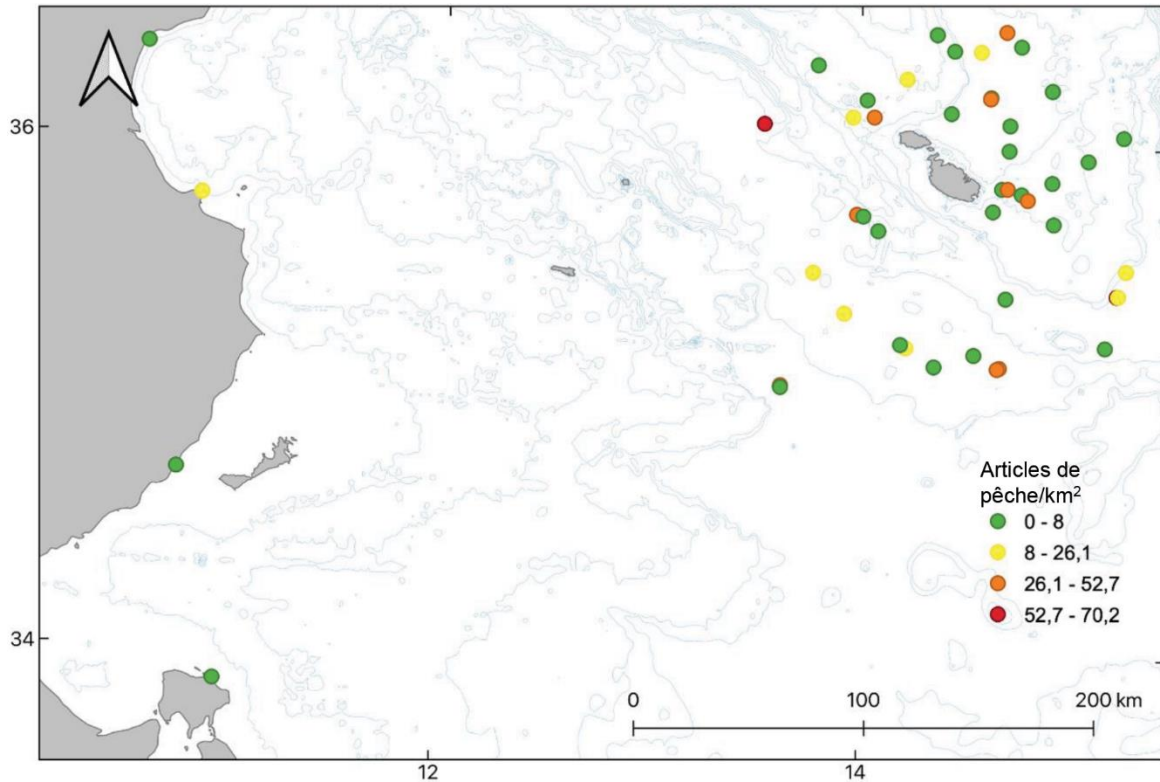 36
34
12
14
Articles de
pêche/km²
0 - 8
8 - 26,1
26,1 - 52,7
52,7 - 70,2
0 100 200 km